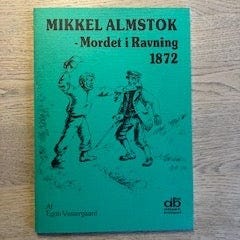 MIKKEL ALMSTOK
- Mordet i Ravning
1872
Af
Egon Vestergaard
db